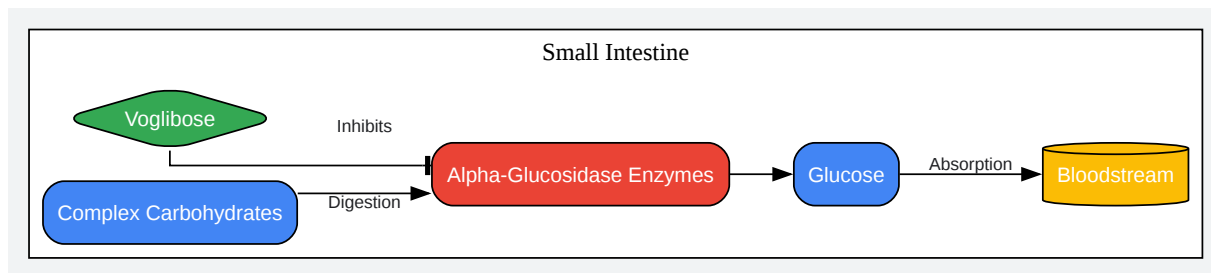 Small Intestine
Voglibose
Inhibits
Complex Carbohydrates
Digestion
Alpha-Glucosidase Enzymes
Glucose
Absorption
Bloodstream